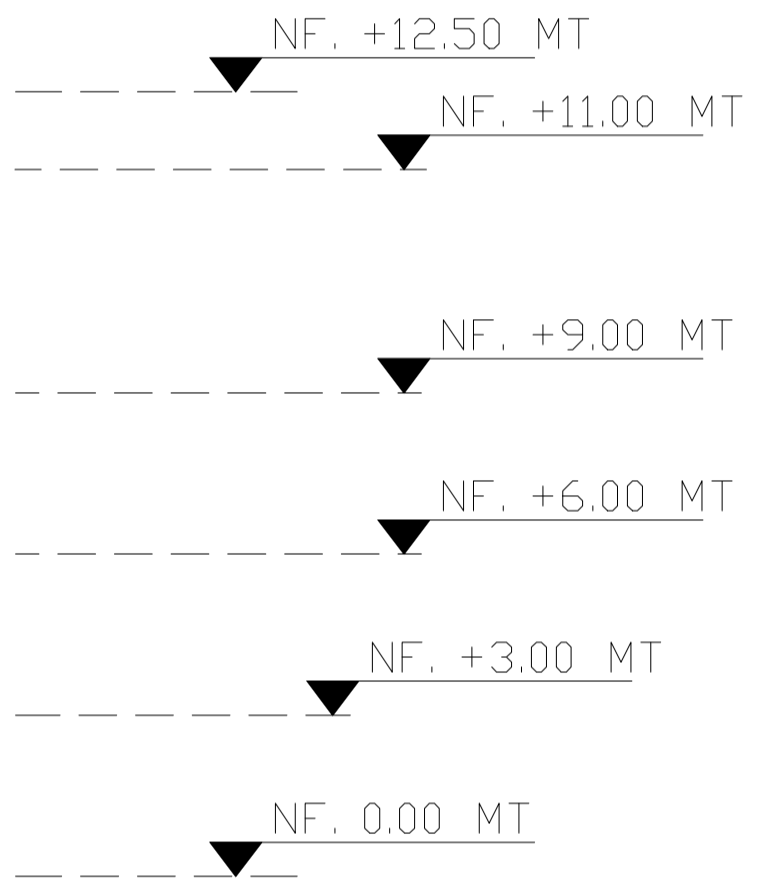 NF. +12.50 MT
NF. +11.00 MT
NF. +9.00 MT
NF. +6.00 MT
NF. +3.00 MT
NF. 0.00 MT